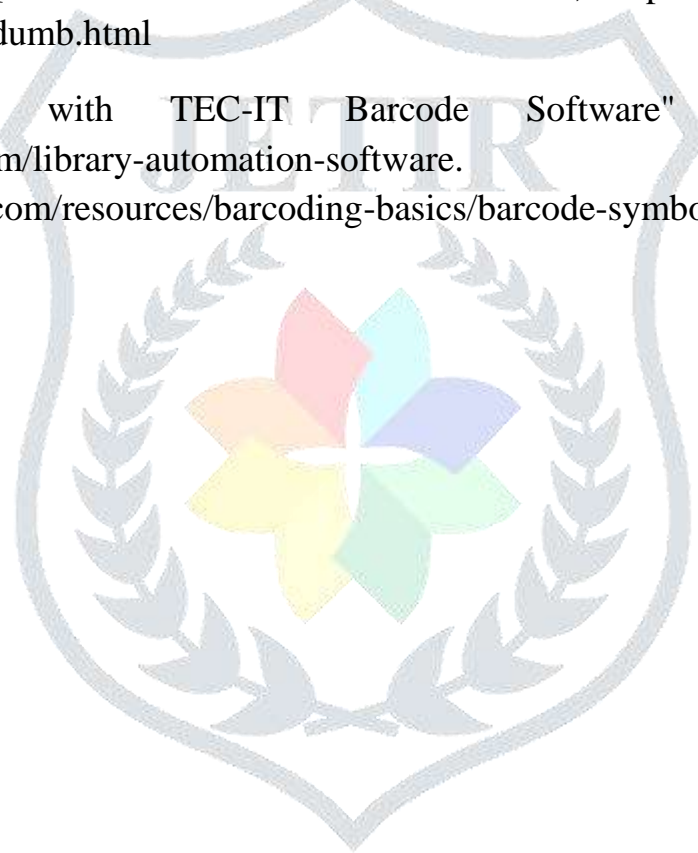 dumb.html
with TEC-IT Barcode Software"
m/library-automation-software.
com/resources/barcoding-basics/barcode-symbo
JETIR